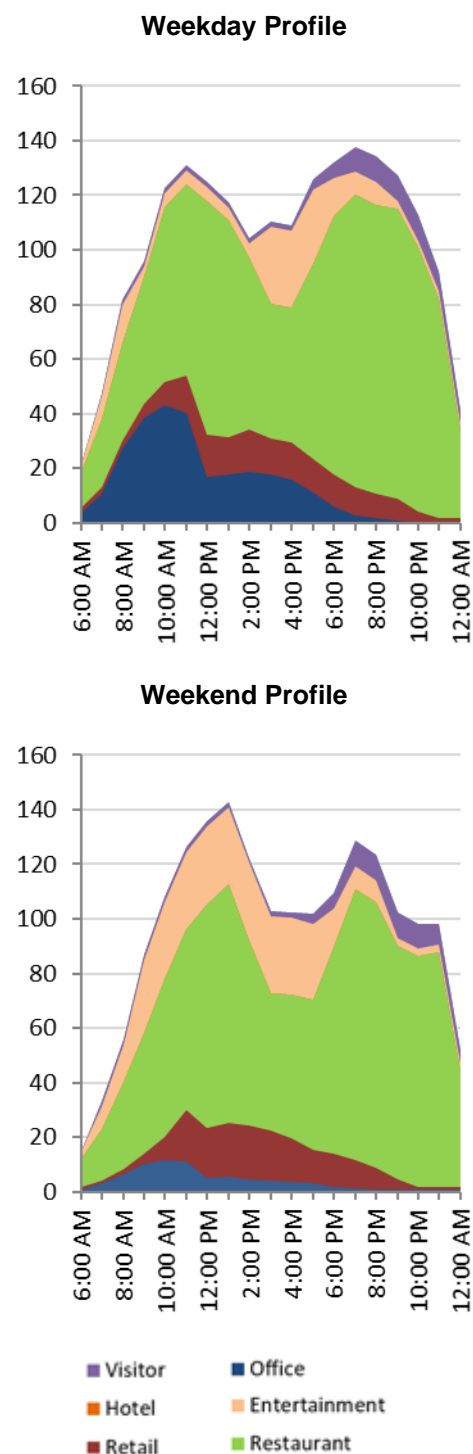 Weekday Profile
160
140
120
100
80
60
40
20
0
6:00 AM
8:00 AM
10:00 AM
12:00 PM
2:00 PM
4:00 PM
6:00 PM
8:00 PM
10:00 PM
12:00 AM
Weekend Profile
160
140
120
100
80
60
40
20
0
6:00 AM
8:00 AM
10:00 AM
12:00 PM
2:00 PM
4:00 PM
6:00 PM
8:00 PM
10:00 PM
12:00 AM
Visitor Office
Hotel Entertainment
Retail Restaurant